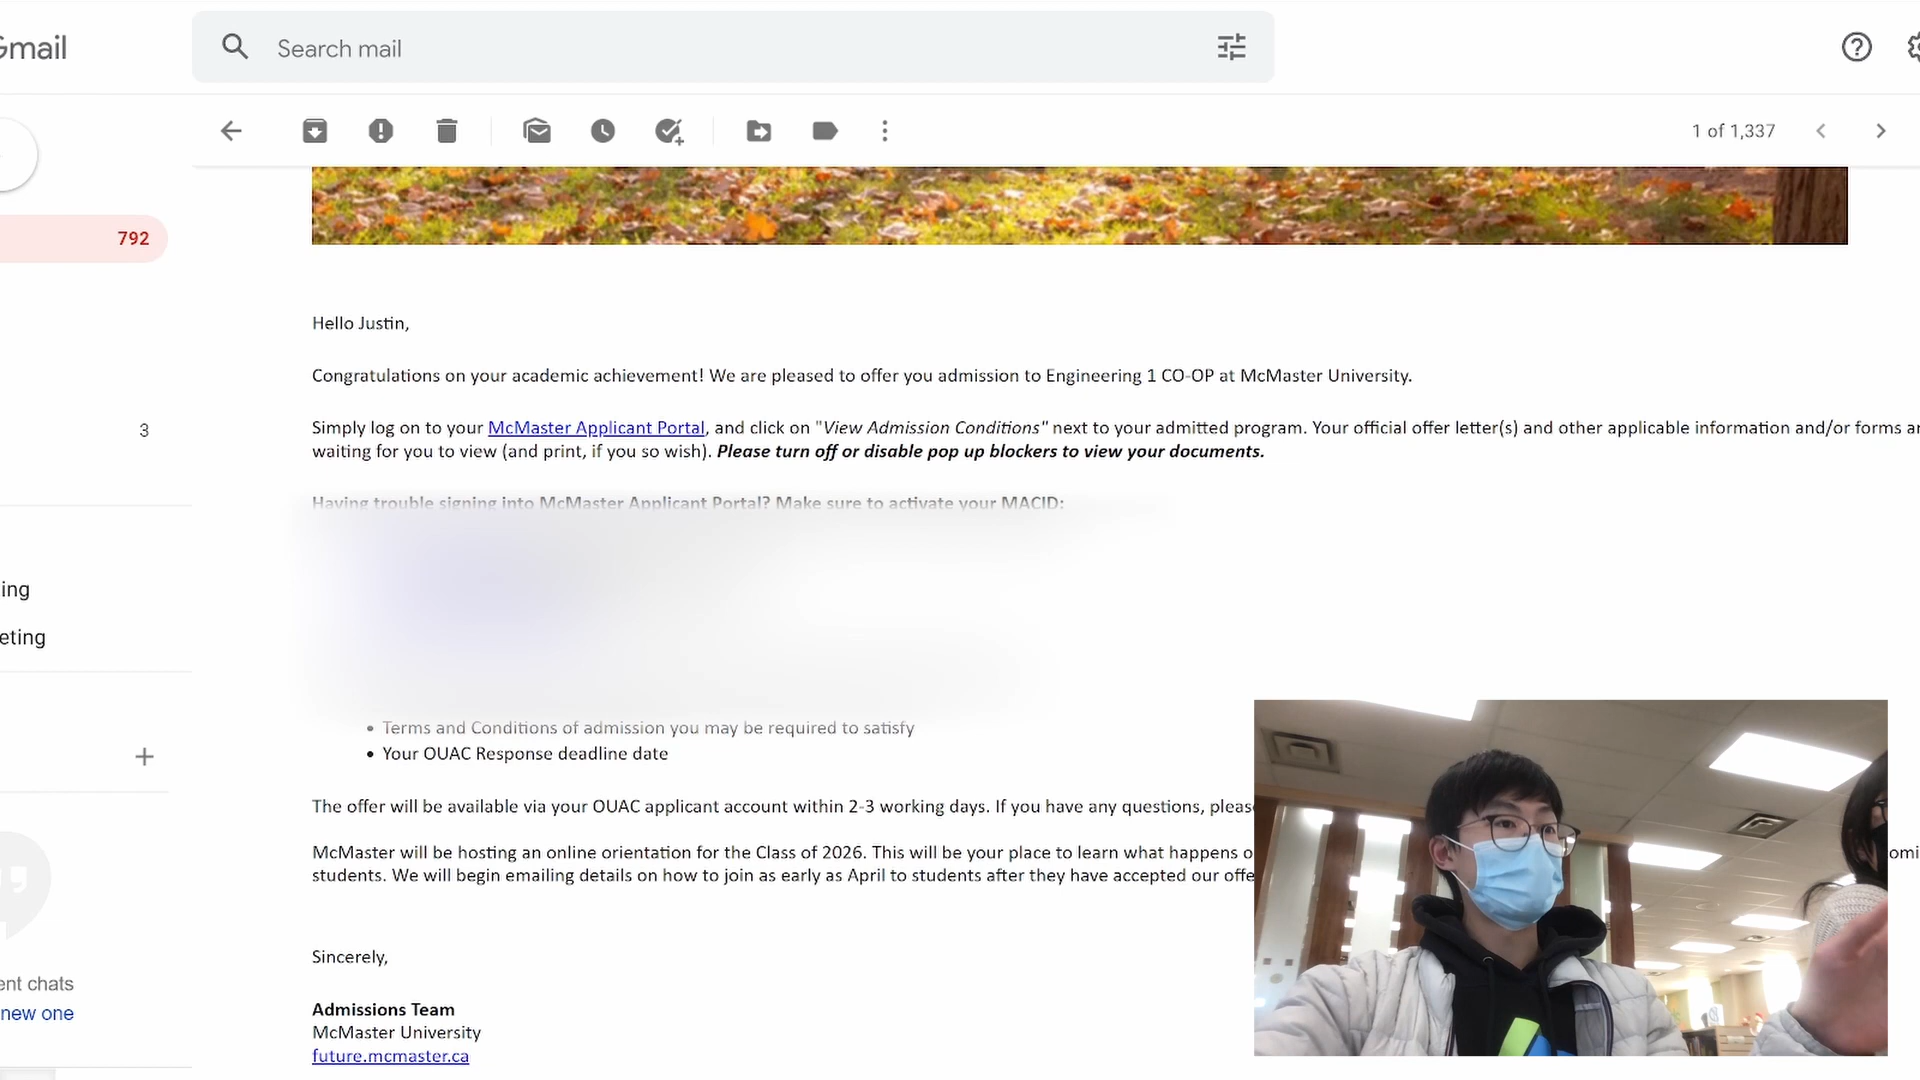 Gmail
Search mail
1 of 1,337
792
Hello Justin,
Congratulations on your academic achievement! We are pleased to offer you admission to Engineering 1 CO-OP at McMaster University.
3
Simply log on to your McMaster Applicant Portal, and click on "View Admission Conditions" next to your admitted program. Your official offer letter(s) and other applicable information and/or forms
waiting for you to view (and print, if you so wish). Please turn off or disable pop up blockers to view your documents.
Having trouble signing into McMaster Applicant Portal? Make sure to activate your MACID:
ing
eting
• Terms and Conditions of admission you may be required to satisfy
• Your OUAC Response deadline date
The offer will be available via your OUAC applicant account within 2-3 working days. If you have any questions,
McMaster will be hosting an online orientation for the Class of 2026. This will be your place to learn what happens
students. We will begin emailing details on how to join as early as April to students after they have accepted our
Sincerely,
ent chats
new one
Admissions Team
McMaster University
future.mcmaster.ca